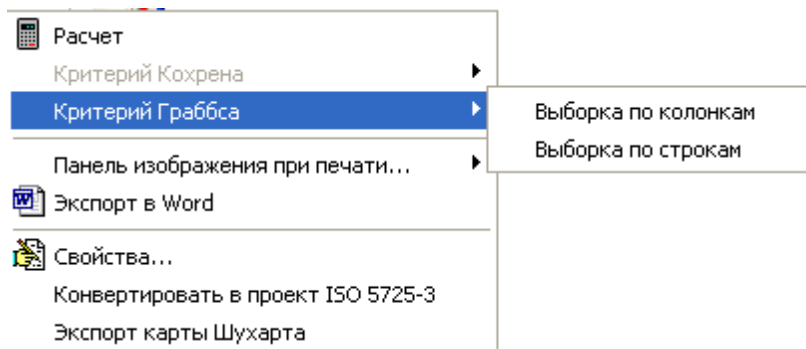 Расчет
Критерий Кохрена
Критерий Граббса
Выборка по колонкам
Выборка по строкам
Панель изображения при печати...
Экспорт в Word
Свойства...
Конвертировать в проект ISO 5725-3
Экспорт карты Шухарта